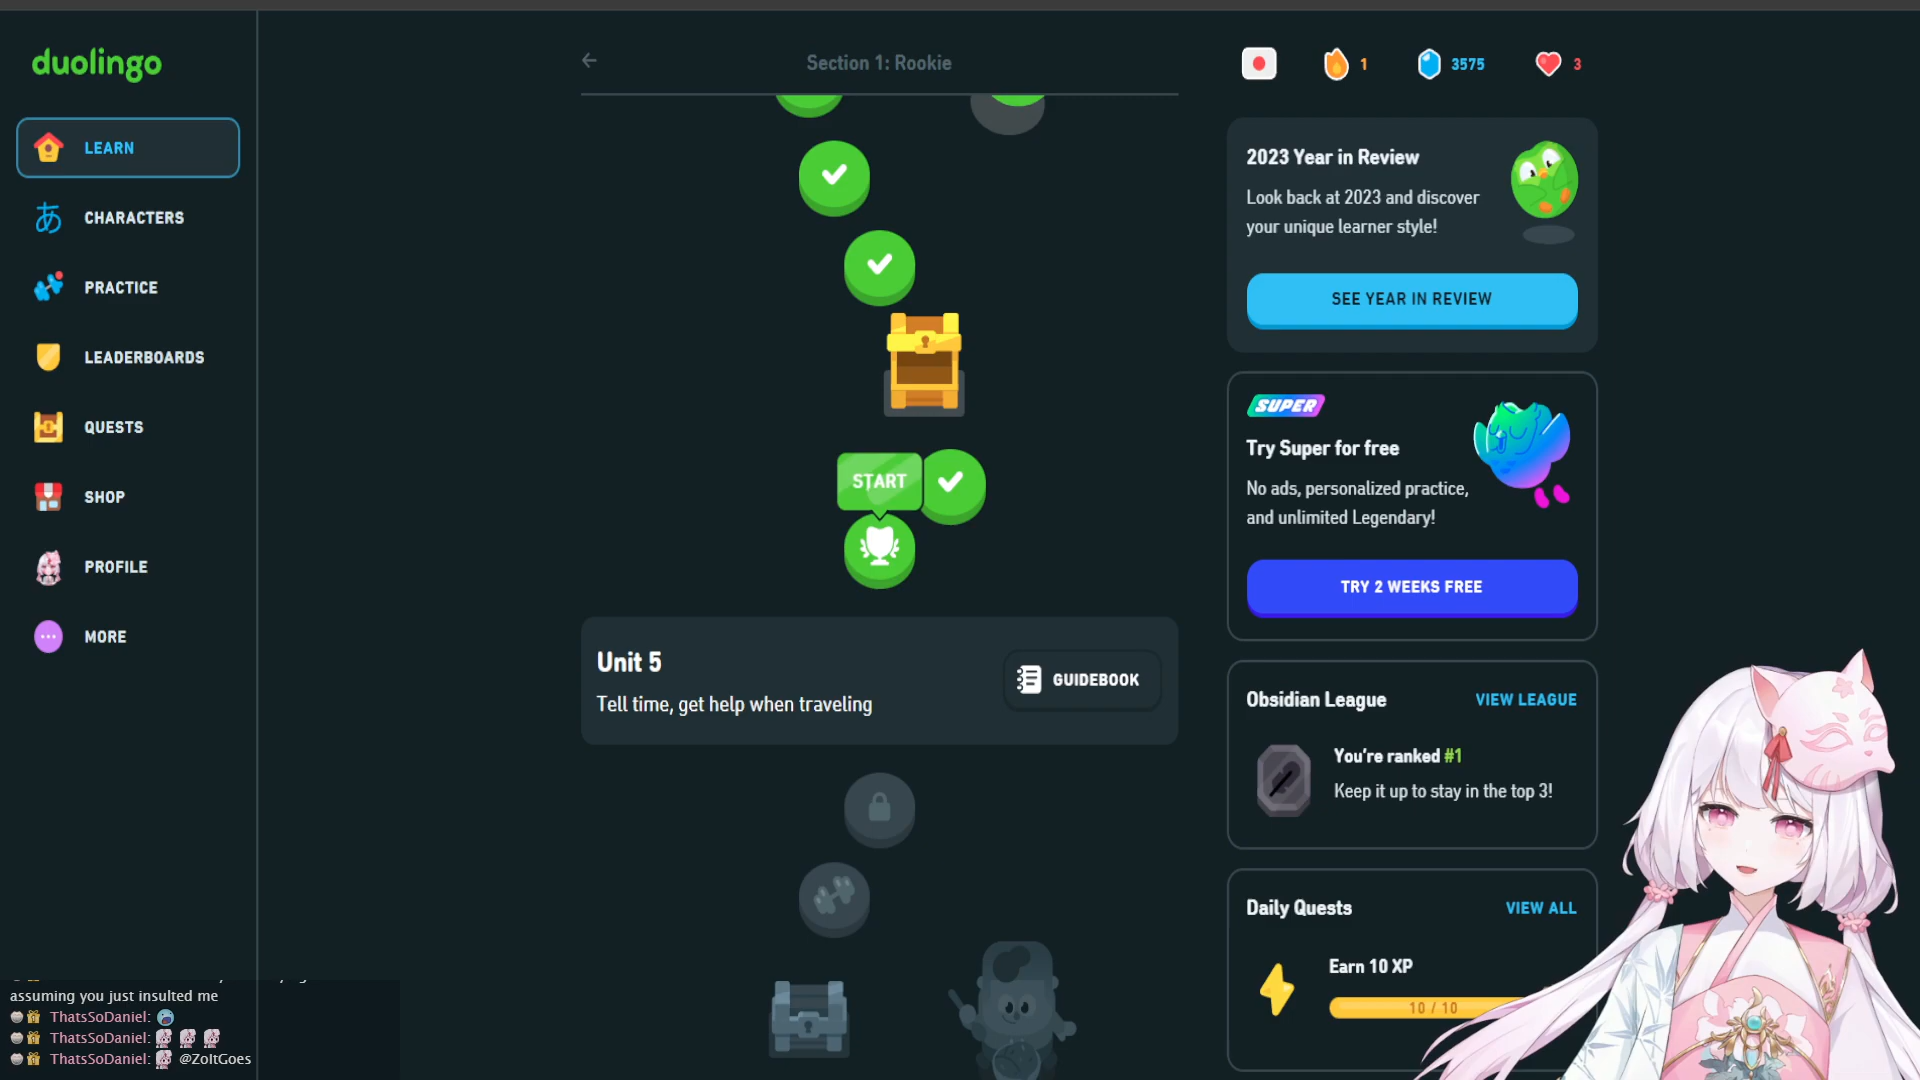 duolingo
LEARN
あ CHARACTERS
PRACTICE
LEADERBOARDS
QUESTS
SHOP
PROFILE
MORE
Section 1: Rookie
START
Unit 5
Tell time, get help when traveling
GUIDEBOOK
1
3575
3
2023 Year in Review
Look back at 2023 and discover
your unique learner style!
SEE YEAR IN REVIEW
SUPER
Try Super for free
No ads, personalized practice,
and unlimited Legendary!
TRY 2 WEEKS FREE
Obsidian League
VIEW LEAGUE
You're ranked #1
Keep it up to stay in the top 3!
Daily Quests
VIEW ALL
Earn 10 XP
10 / 10
assuming you just insulted me
ThatsSoDaniel:
ThatsSoDaniel:
ThatsSoDaniel: @ZoItGoes